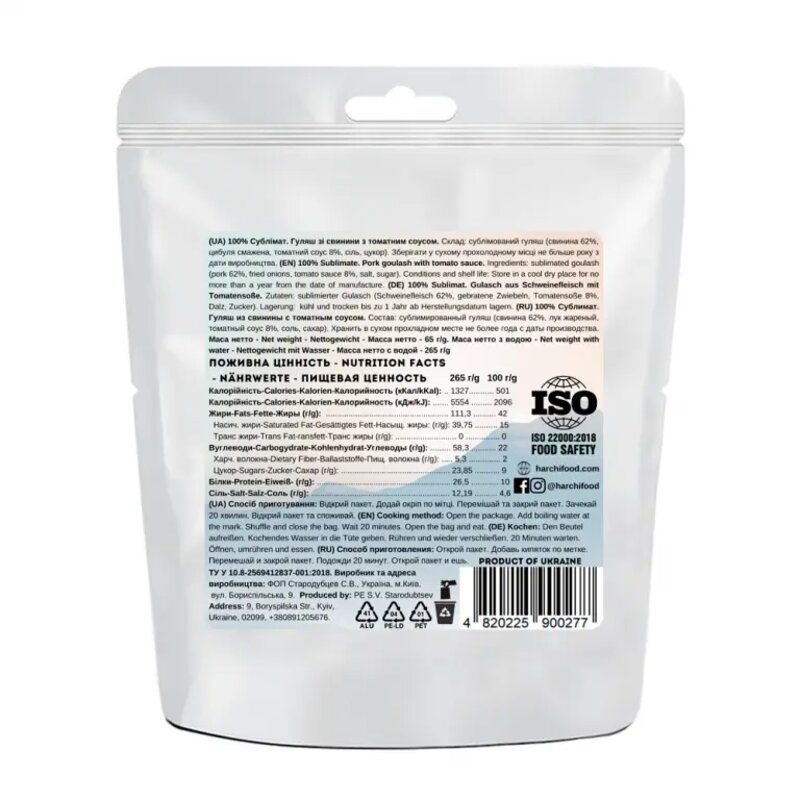 (UA) 100% Сублімат. Гуляш зі свинини з томатним соусом. Склад: сублімований гуляш (свинина 62%,
цибуля смажена, томатний соус 8%, сіль, цукор). Зберігати у сухому прохолодному місці не більше року з
дати виробництва. (EN) 100% Sublimate. Pork goulash with tomato sauce. Ingredients: sublimated goulash
(pork 62%, fried onions, tomato sauce 8%, salt, sugar). Conditions and shelf life: Store in a cool dry place for
no more than a year from the date of manufacture. (DE) 100% Sublimat. Gulasch aus Schweinefleisch mit
Tomatensoße. Zutaten: sublimierter Gulasch (Schweinefleisch 62%, gebratene Zwiebeln, Tomatensoße 8%,
Dalz, Zucker). Lagerung: kühl und trocken bis zu 1 Jahr ab Herstellungsdatum lagern. (RU) 100% Сублимат.
Гуляш из свинины с томатным соусом. Состав: сублимированный гуляш (свинина 62%, лук жареный,
томатный соус 8%, соль, сахар). Хранить в сухом прохладном месте не более года с даты производства.
Маса нетто - Net weight - Nettogewicht - Масса нетто - 65 г/g. Маса нетто з водою - Net weight with
water - Nettogewicht mit Wasser - Масса нетто с водой - 265 г/g
ПОЖИВНА ЦІННІСТЬ - NUTRITION FACTS
- NÄHRWERTE - ПИЩЕВАЯ ЦЕННОСТЬ 265 г/g 100 г/g
Калорійність-Calories-Kalorien-Калорийность (кКал/kKal): .. 1327 ........ 501
Калорійність-Calories-Kalorien-Калорийность (кДж/kJ): ...... 5554 ........ 2096
Жири-Fats-Fette-Жиры (г/g): ........ 111,3 ........ 42
Насич. жири-Saturated Fat-Gesättigtes Fett-Насыщ. жиры: (г/g): 39,75 ..... 15
Транс жири-Trans Fat-ransfett-Транс жиры (г/g): ........ 0 ........ 0
Вуглеводи-Carbogydrate-Kohlenhydrat-Углеводы (г/g): ........ 58,3 ........ 22
Харч. волокна-Dietary Fiber-Ballaststoffe-Пищ. волокна (г/g): .... 5,3 ........ 2
Цукор-Sugars-Zucker-Сахар (г/g): ........ 23,85 ........ 9
Білки-Protein-Eiweiß- (г/g): ........ 26,5 ........ 10
Сіль-Salt-Salz-Соль (г/g): ........ 12,19 ..... 4,6
ISO
ISO 22000:2018
FOOD SAFETY
harchifood.com
@harchifood
(UA) Спосіб приготування: Відкрий пакет. Додай окріп по мітці. Перемішай та закрий пакет. Зачекай
20 хвилин. Відкрий пакет та споживай. (EN) Cooking method: Open the package. Add boiling water at
the mark. Shuffle and close the bag. Wait 20 minutes. Open the bag and eat. (DE) Kochen: Den Beutel
aufreißen. Kochendes Wasser in die Tüte geben. Rühren und wieder verschließen. 20 Minuten warten.
Öffnen, umrühren und essen. (RU) Способ приготовления: Открой пакет. Добавь кипяток по метке.
Перемешай и закрой пакет. Подожди 20 минут. Открой пакет и ешь. PRODUCT OF UKRAINE
ТУ У 10.8-2569412837-001:2018. Виробник та адреса
виробництва: ФОП Стародубцев С.В., Україна, м.Київ,
вул. Бориспільська, 9. Produced by: PE S.V. Starodubtsev
Address: 9, Boryspilska Str., Kyiv,
Ukraine, 02099. +380891205676.
41 04 01
ALU PE-LD PET
4 820225 900277